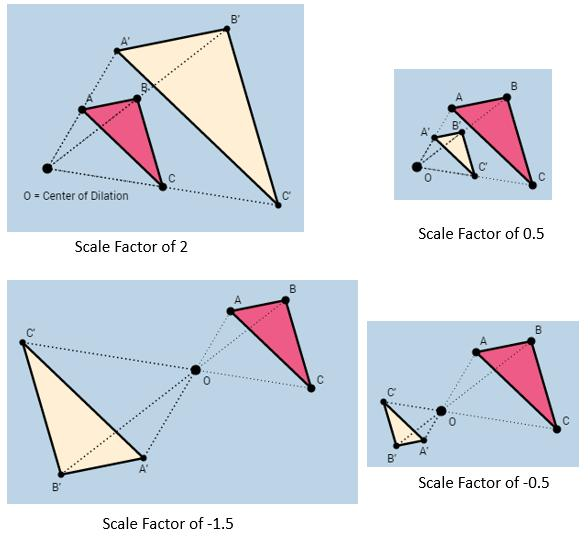 A'
B'
A
B
C
C'
O = Center of Dilation
Scale Factor of 2
A
B
A'
B'
C'
O
C
Scale Factor of 0.5
C'
A
B
O
C
A'
B'
Scale Factor of -1.5
A
B
C'
O
C
A'
B'
Scale Factor of -0.5